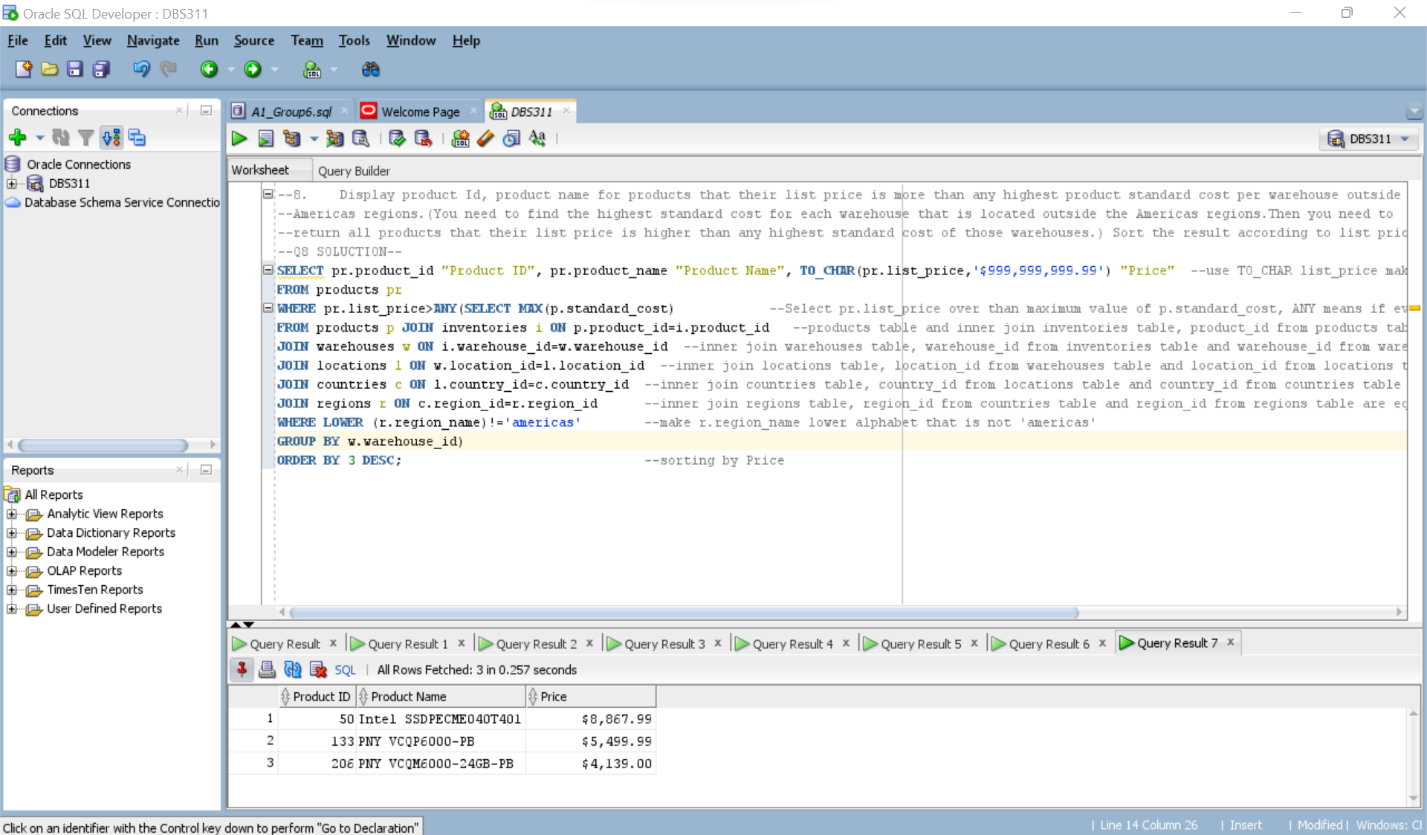 Oracle SQL Developer : DBS311
File Edit View Navigate Run Source Team Tools Window Help
Connections
Oracle Connections
DBS311
Database Schema Service Connectio
Reports
All Reports
Analytic View Reports
Data Dictionary Reports
Data Modeler Reports
OLAP Reports
TimesTen Reports
User Defined Reports
A1_Group6.sql Welcome Page DBS311
DBS311
Worksheet Query Builder
--8. Display product Id, product name for products that their list price is more than any highest product standard cost per warehouse outside
--Americas regions.(You need to find the highest standard cost for each warehouse that is located outside the Americas regions.Then you need to
--return all products that their list price is higher than any highest standard cost of those warehouses.) Sort the result according to list pric
--Q8 SOLUCTION--
SELECT pr.product_id "Product ID", pr.product_name "Product Name", TO_CHAR(pr.list_price,'$999,999,999.99') "Price" --use TO_CHAR list_price mak
FROM products pr
WHERE pr.list_price>ANY(SELECT MAX(p.standard_cost) --Select pr.list_price over than maximum value of p.standard_cost, ANY means if ev
FROM products p JOIN inventories i ON p.product_id=i.product_id --products table and inner join inventories table, product_id from products tab
JOIN warehouses w ON i.warehouse_id=w.warehouse_id --inner join warehouses table, warehouse_id from inventories table and warehouse_id from ware
JOIN locations l ON w.location_id=l.location_id --inner join locations table, location_id from warehouses table and location_id from locations t
JOIN countries c ON l.country_id=c.country_id --inner join countries table, country_id from locations table and country_id from countries table
JOIN regions r ON c.region_id=r.region_id --inner join regions table, region_id from countries table and region_id from regions table are eq
WHERE LOWER (r.region_name)!='americas' --make r.region_name lower alphabet that is not 'americas'
GROUP BY w.warehouse_id)
ORDER BY 3 DESC; --sorting by Price
Query Result Query Result 1 Query Result 2 Query Result 3 Query Result 4 Query Result 5 Query Result 6 Query Result 7
SQL | All Rows Fetched: 3 in 0.257 seconds
Product ID Product Name Price
1 50 Intel SSDPECME040T401 $8,867.99
2 133 PNY VCQP6000-PB $5,499.99
3 206 PNY VCQM6000-24GB-PB $4,139.00
Click on an identifier with the Control key down to perform "Go to Declaration"
| Line 14 Column 26 | Insert | Modified | Windows: Cl